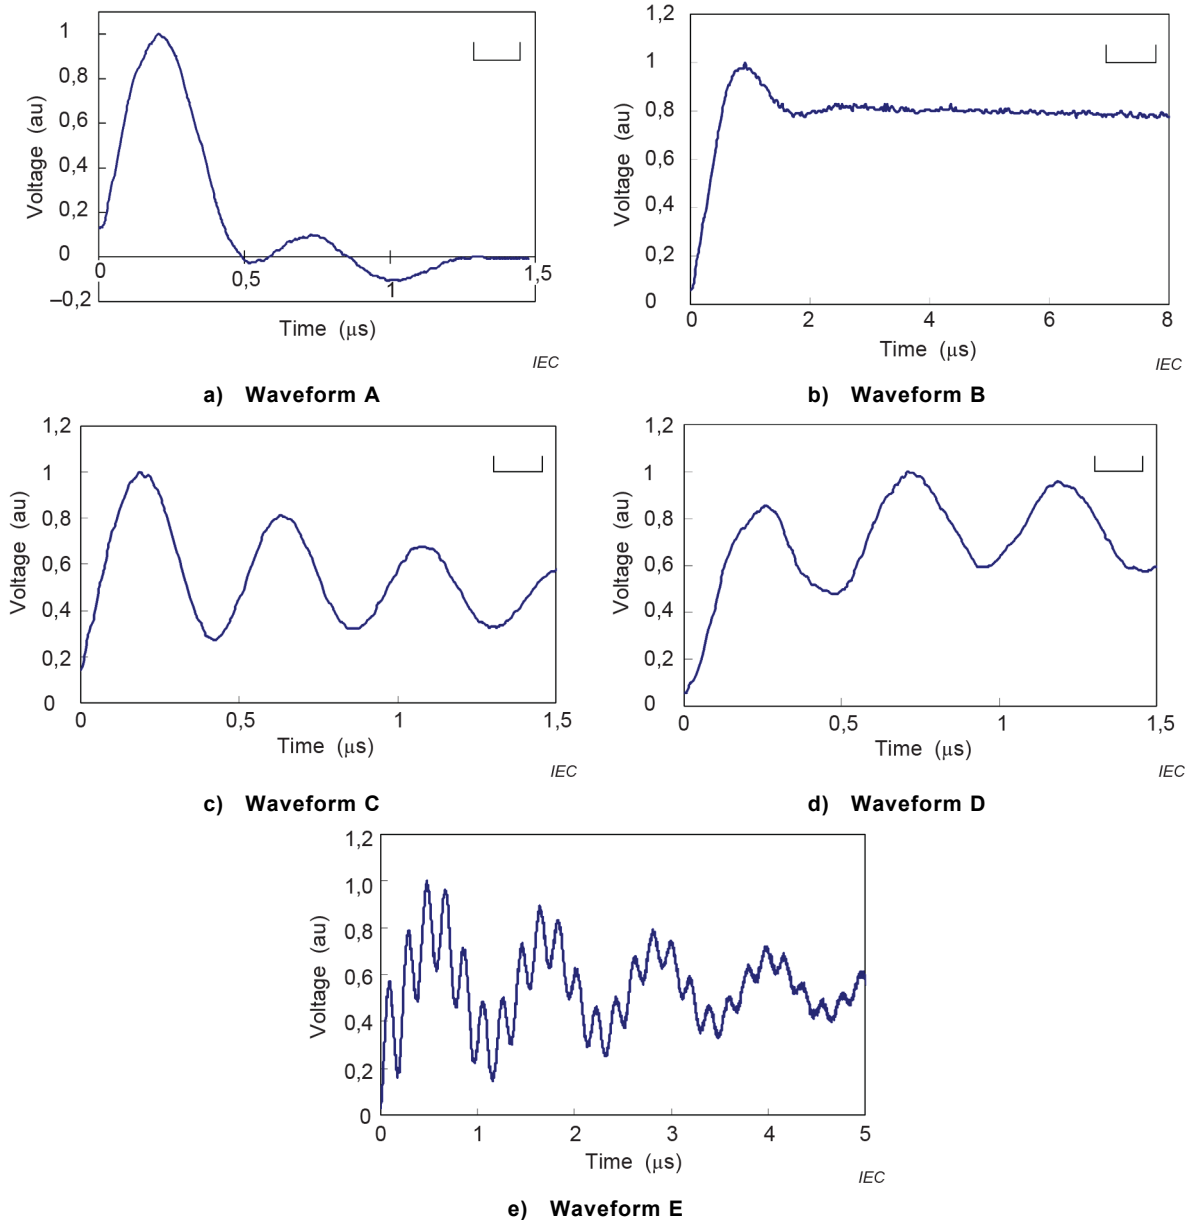 1
0,8
0,6
0,4
0,2
0
–0,2
Voltage (au)
0
0,5
1
1,5
Time (μs)
IEC
a) Waveform A
1,2
1
0,8
0,6
0,4
0,2
0
Voltage (au)
0
2
4
6
8
Time (μs)
IEC
b) Waveform B
1,2
1
0,8
0,6
0,4
0,2
0
Voltage (au)
0
0,5
1
1,5
Time (μs)
IEC
c) Waveform C
1,2
1
0,8
0,6
0,4
0,2
0
Voltage (au)
0
0,5
1
1,5
Time (μs)
IEC
d) Waveform D
1,2
1,0
0,8
0,6
0,4
0,2
0
Voltage (au)
0
1
2
3
4
5
Time (μs)
IEC
e) Waveform E